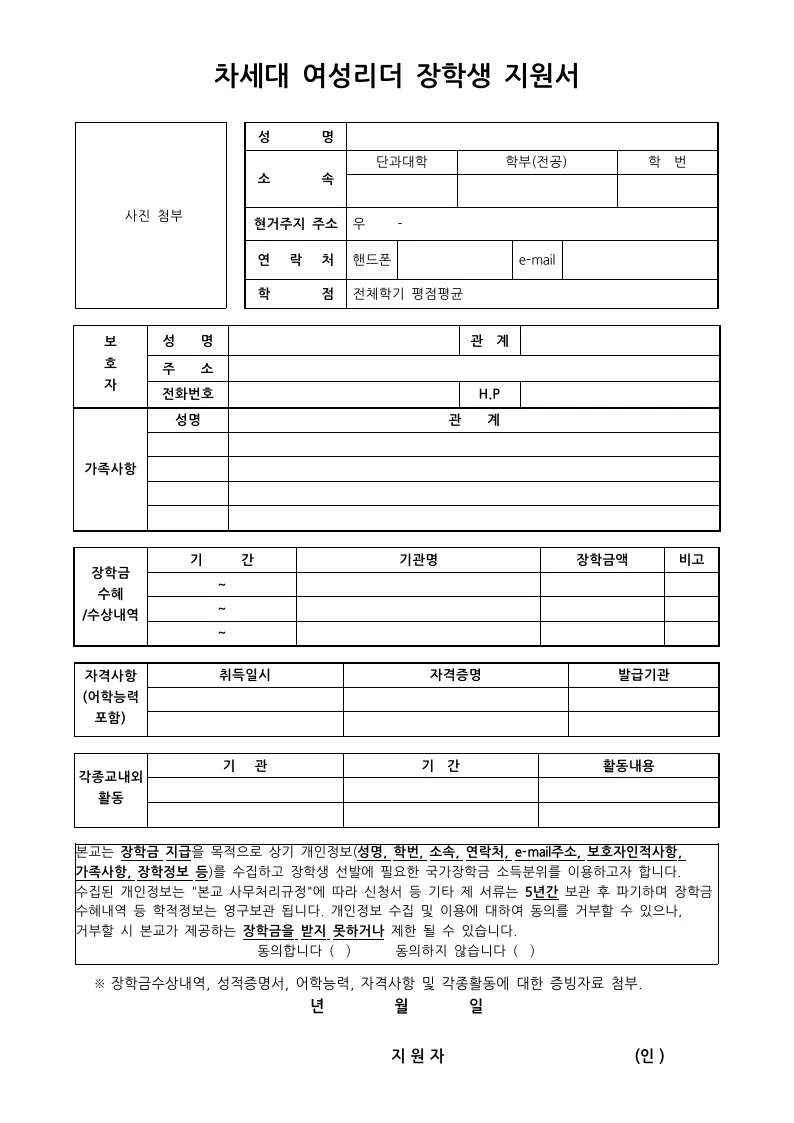 차세대 여성리더 장학생 지원서
사진 첨부
성 명
소 속
단과대학 학부(전공) 학 번
현거주지 주소 우 -
연 락 처 핸드폰 e-mail
학 점 전체학기 평점평균
보
호
자
성 명 관 계
주 소
전화번호 H.P
가족사항
성명 관 계
장학금
수혜
/수상내역
기 간 기관명 장학금액 비고
~
~
~
자격사항
(어학능력
포함)
취득일시 자격증명 발급기관
각종교내외
활동
기 관 기 간 활동내용
본교는 장학금 지급을 목적으로 상기 개인정보(성명, 학번, 소속, 연락처, e-mail주소, 보호자인적사항,
가족사항, 장학정보 등)를 수집하고 장학생 선발에 필요한 국가장학금 소득분위를 이용하고자 합니다.
수집된 개인정보는 "본교 사무처리규정"에 따라 신청서 등 기타 제 서류는 5년간 보관 후 파기하며 장학금
수혜내역 등 학적정보는 영구보관 됩니다. 개인정보 수집 및 이용에 대하여 동의를 거부할 수 있으나,
거부할 시 본교가 제공하는 장학금을 받지 못하거나 제한 될 수 있습니다.
동의합니다 ( ) 동의하지 않습니다 ( )
※ 장학금수상내역, 성적증명서, 어학능력, 자격사항 및 각종활동에 대한 증빙자료 첨부.
년 월 일
지 원 자 (인 )